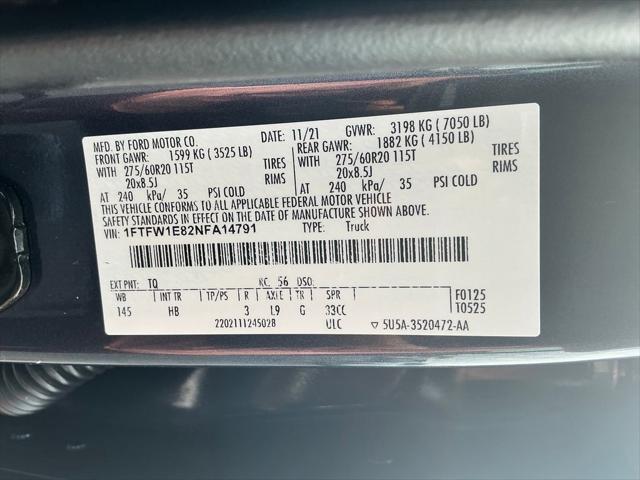 MFD. BY FORD MOTOR CO. DATE: 11/21 GVWR: 3198 KG ( 7050 LB)
FRONT GAWR: 1599 KG ( 3525 LB) REAR GAWR: 1882 KG ( 4150 LB)
WITH 275/60R20 115T TIRES WITH 275/60R20 115T TIRES
20x8.5J RIMS 20x8.5J RIMS
AT 240 kPa/ 35 PSI COLD AT 240 kPa/ 35 PSI COLD
THIS VEHICLE CONFORMS TO ALL APPLICABLE FEDERAL MOTOR VEHICLE
SAFETY STANDARDS IN EFFECT ON THE DATE OF MANUFACTURE SHOWN ABOVE.
VIN: 1FTFW1E82NFA14791 TYPE: Truck
EXT PNT: TQ RC: 56 DSO:
WB INT TR TP/PS R AXLE TR SPR F0125
145 HB 3 L9 G 33CC T0525
2202111245028 ULC ▽ 5U5A-3520472-AA